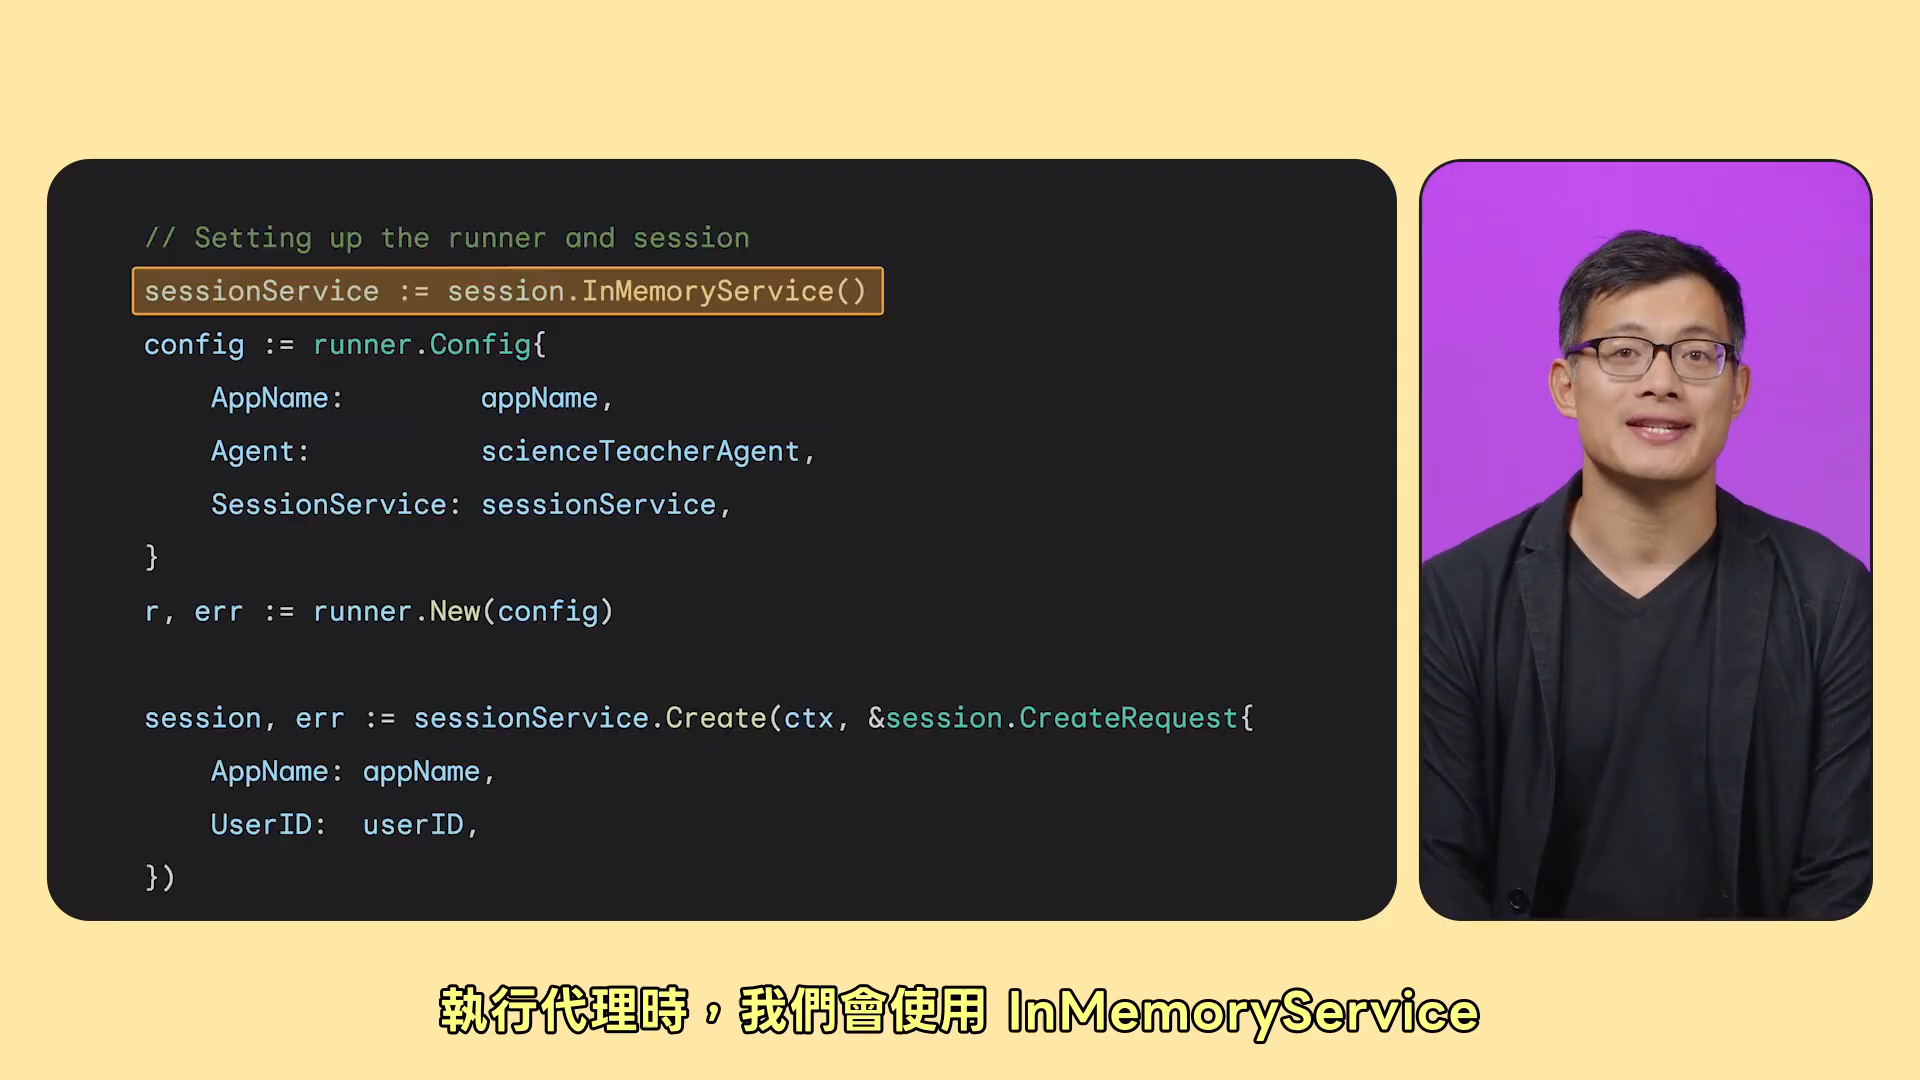 // Setting up the runner and session
sessionService := session.InMemoryService()
config := runner.Config{
    AppName:        appName,
    Agent:          scienceTeacherAgent,
    SessionService: sessionService,
}
r, err := runner.New(config)

session, err := sessionService.Create(ctx, &session.CreateRequest{
    AppName: appName,
    UserID:  userID,
})
執行代理時，我們會使用 InMemoryService